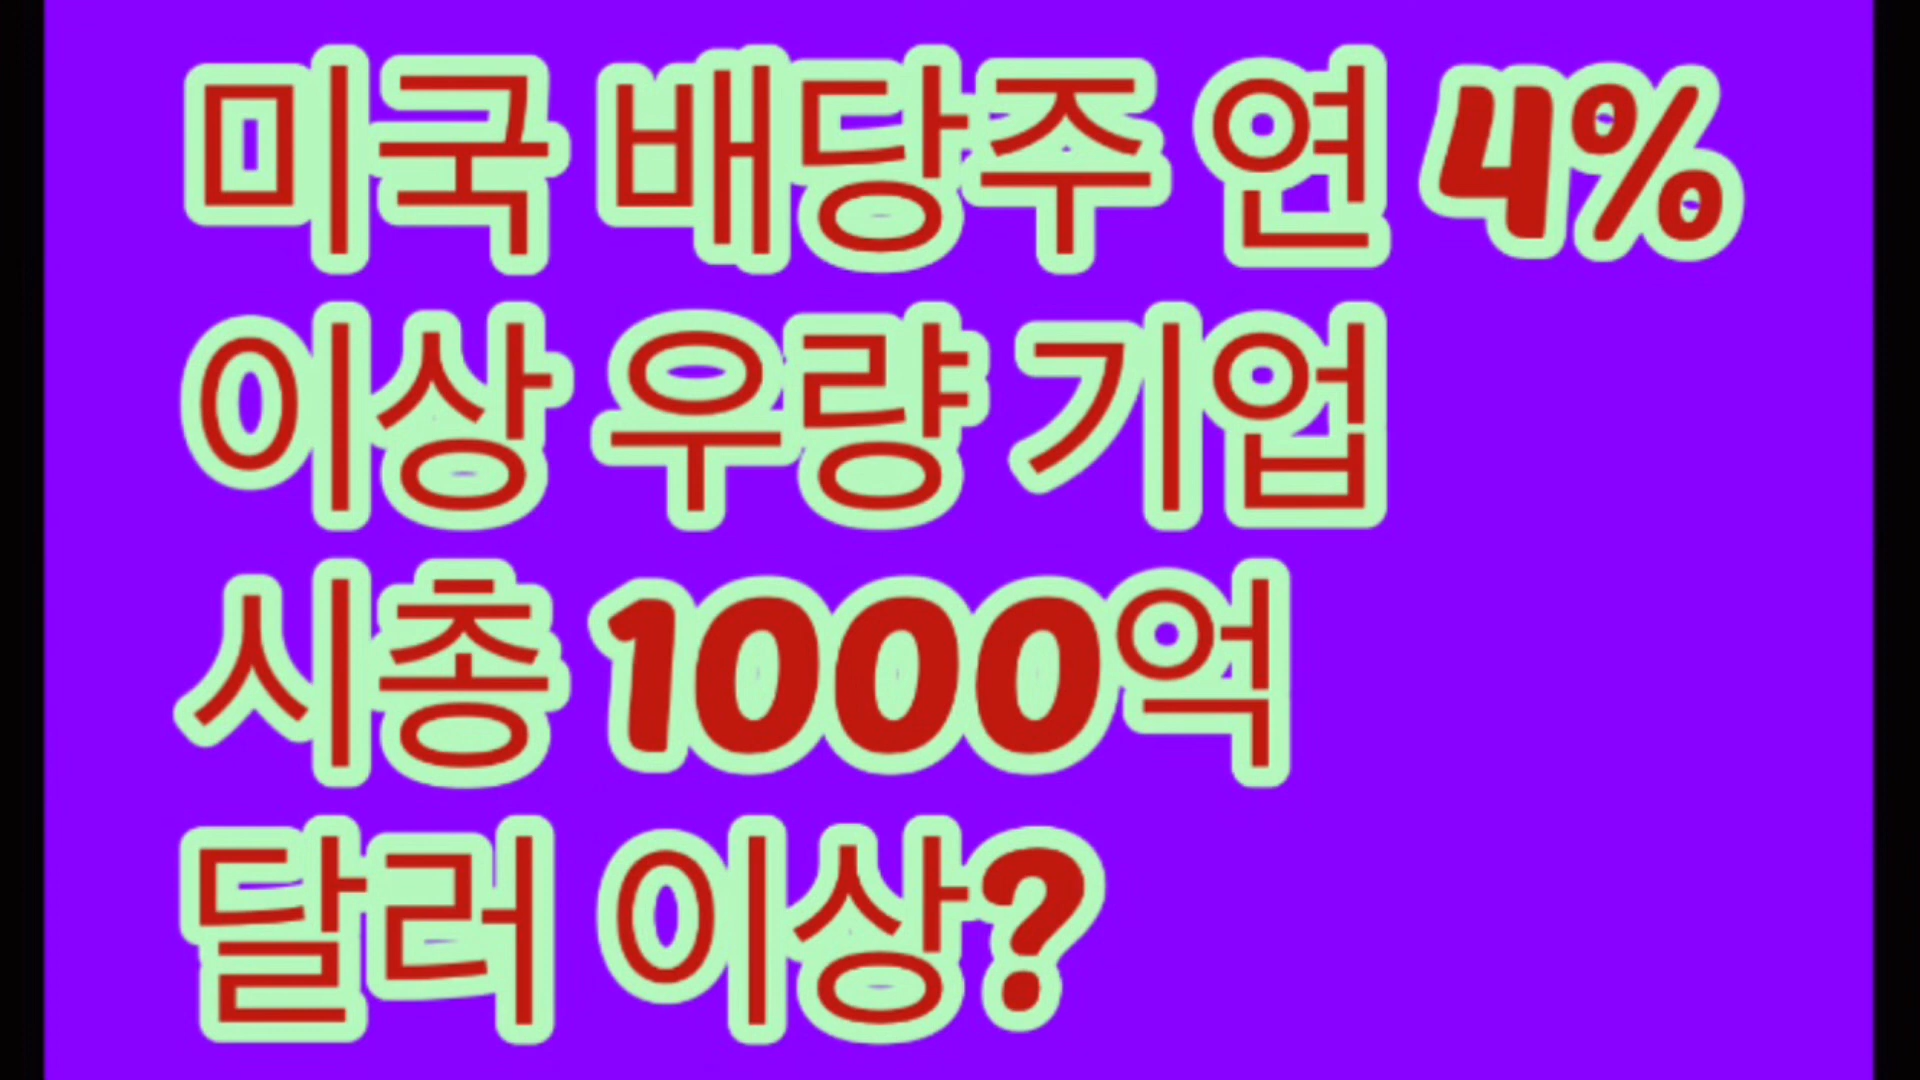 미국 배당주 연 4%
이상 우량 기업
시총 1000억
달러 이상?